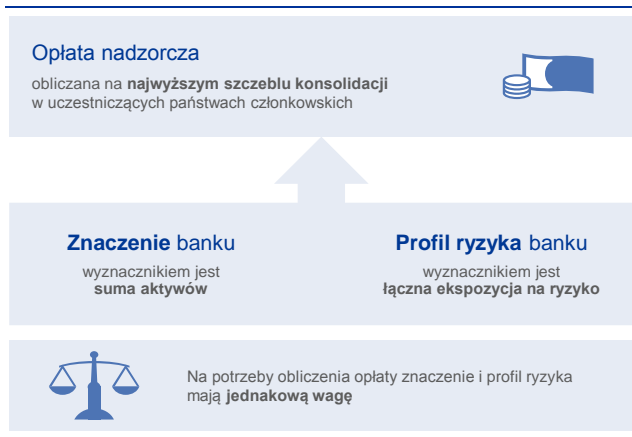 Opłata nadzorcza
obliczana na najwyższym szczeblu konsolidacji
w uczestniczących państwach członkowskich
Znaczenie banku
wyznacznikiem jest
suma aktywów
Profil ryzyka banku
wyznacznikiem jest
łączna ekspozycja na ryzyko
Na potrzeby obliczenia opłaty znaczenie i profil ryzyka
mają jednakową wagę